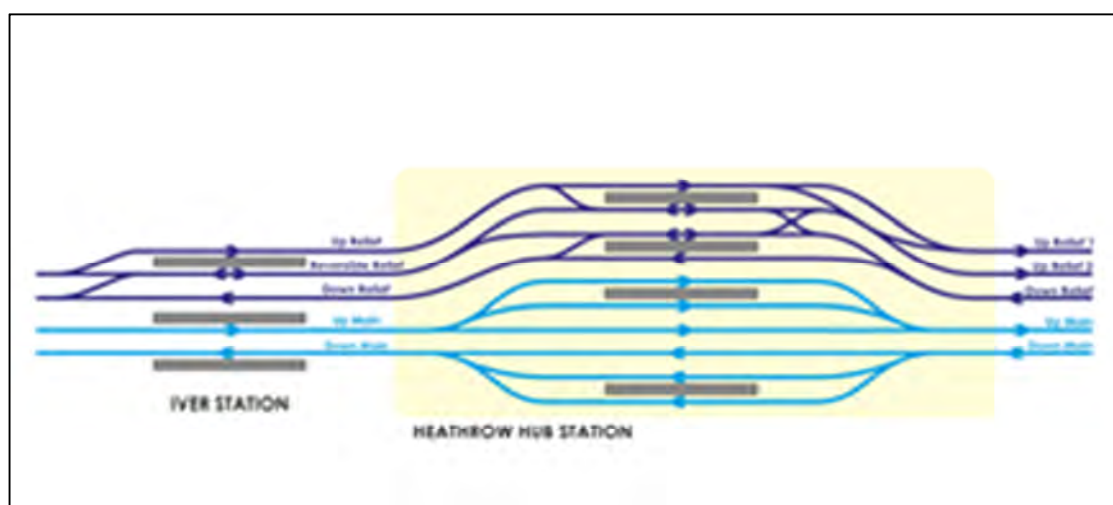 Up Relief
Reversible Relief
Down Relief
Up Main
Down Main
Up Relief 1
Up Relief 2
Down Relief
Up Main
Down Main
IVER STATION
HEATHROW HUB STATION